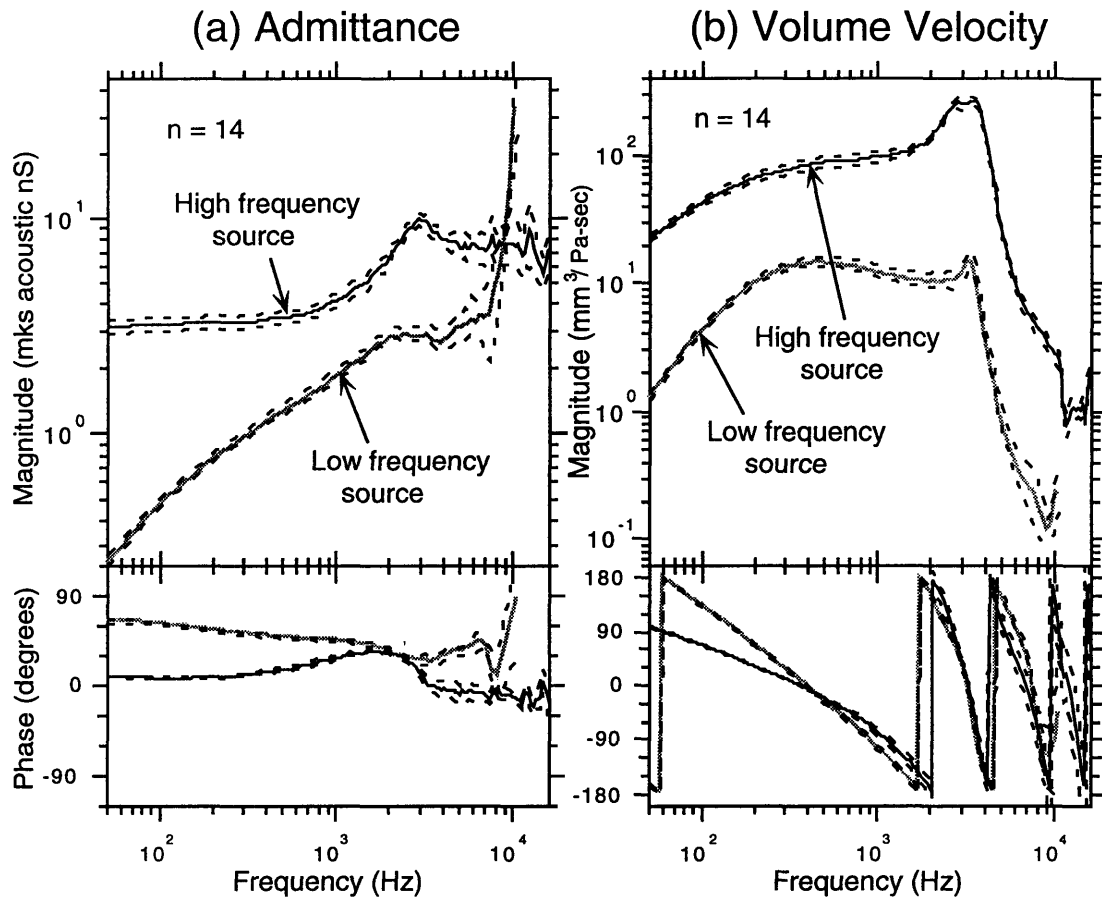 (a) Admittance
(b) Volume Velocity
n = 14
High frequency
source
Low frequency
source
Magnitude (mks acoustic nS)
10^1
10^0
Phase (degrees)
90
0
-90
10^2
10^3
10^4
Frequency (Hz)
n = 14
High frequency
source
Low frequency
source
Magnitude (mm^3/ Pa-sec)
10^2
10^1
10^0
10^-1
180
90
0
-90
-180
10^2
10^3
10^4
Frequency (Hz)